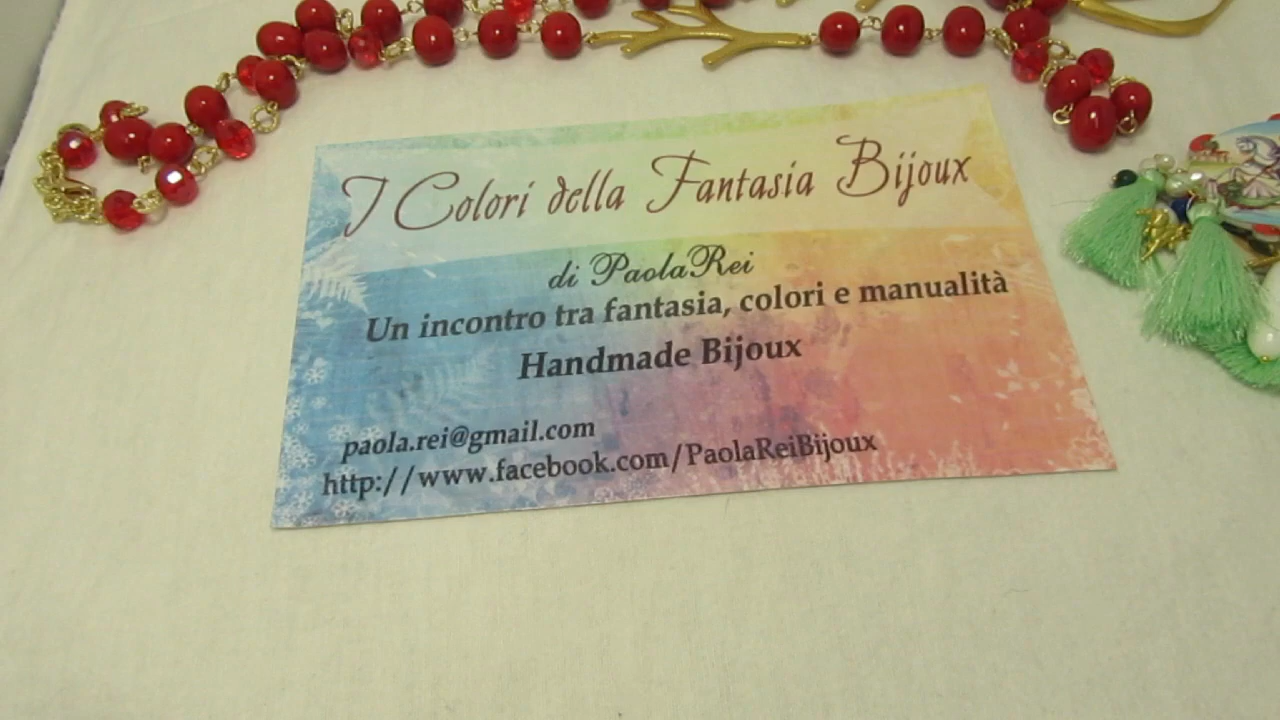 I Colori della Fantasia Bijoux
di PaolaRei
Un incontro tra fantasia, colori e manualità
Handmade Bijoux
paola.rei@gmail.com
http://www.facebook.com/PaolaReiBijoux